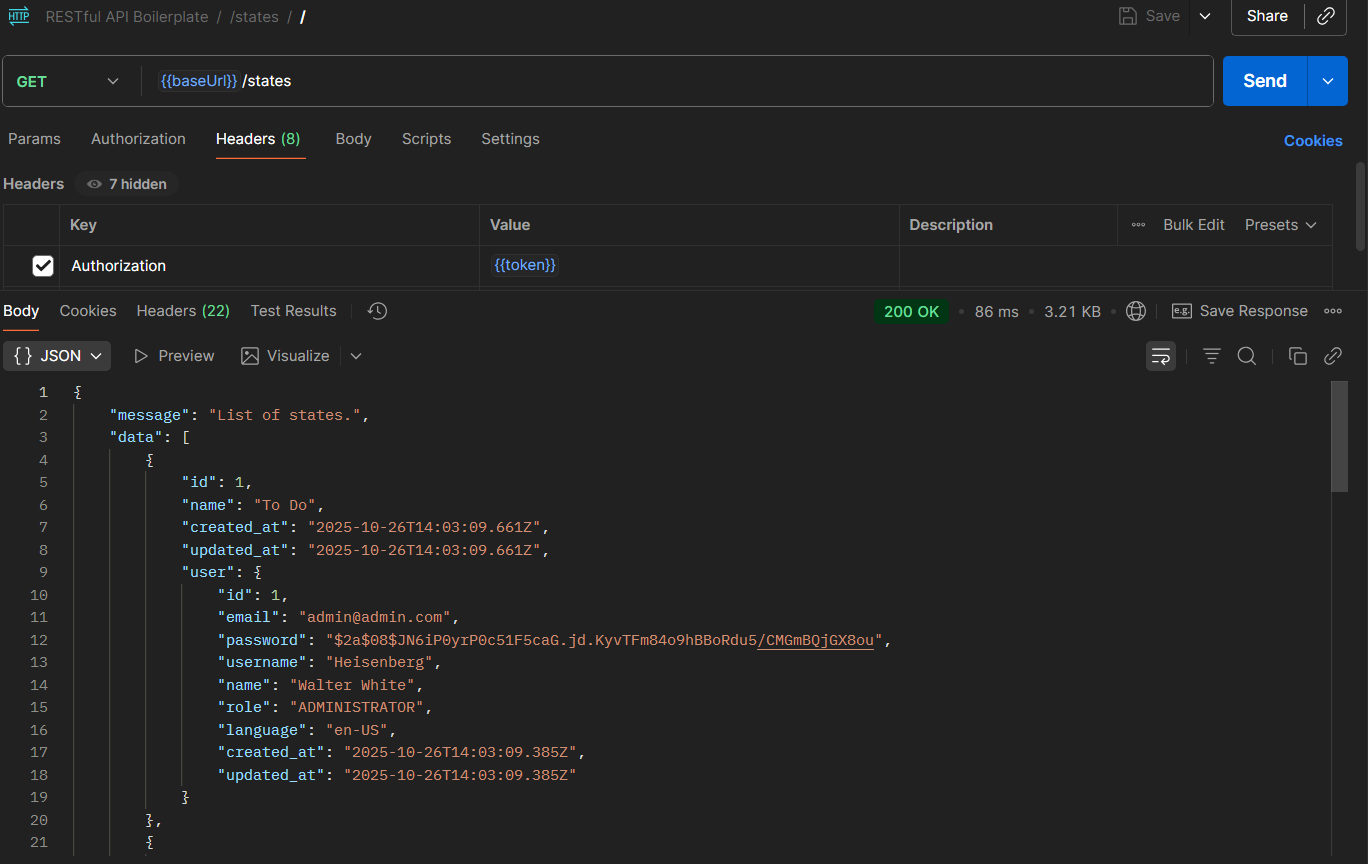 HTTP RESTful API Boilerplate / /states / / Save Share
GET {{baseUrl}} /states Send
Params Authorization Headers (8) Body Scripts Settings Cookies
Headers 7 hidden
Key Value Description Bulk Edit Presets
Authorization {{token}}
Body Cookies Headers (22) Test Results 200 OK • 86 ms • 3.21 KB • e.g. Save Response
{} JSON Preview Visualize
1 {
2 "message": "List of states.",
3 "data": [
4 {
5 "id": 1,
6 "name": "To Do",
7 "created_at": "2025-10-26T14:03:09.661Z",
8 "updated_at": "2025-10-26T14:03:09.661Z",
9 "user": {
10 "id": 1,
11 "email": "admin@admin.com",
12 "password": "$2a$08$JN6iP0yrP0c51F5caG.jd.KyvTFm84o9hBBoRdu5/CMGmBQjGX8ou",
13 "username": "Heisenberg",
14 "name": "Walter White",
15 "role": "ADMINISTRATOR",
16 "language": "en-US",
17 "created_at": "2025-10-26T14:03:09.385Z",
18 "updated_at": "2025-10-26T14:03:09.385Z"
19 }
20 },
21 {